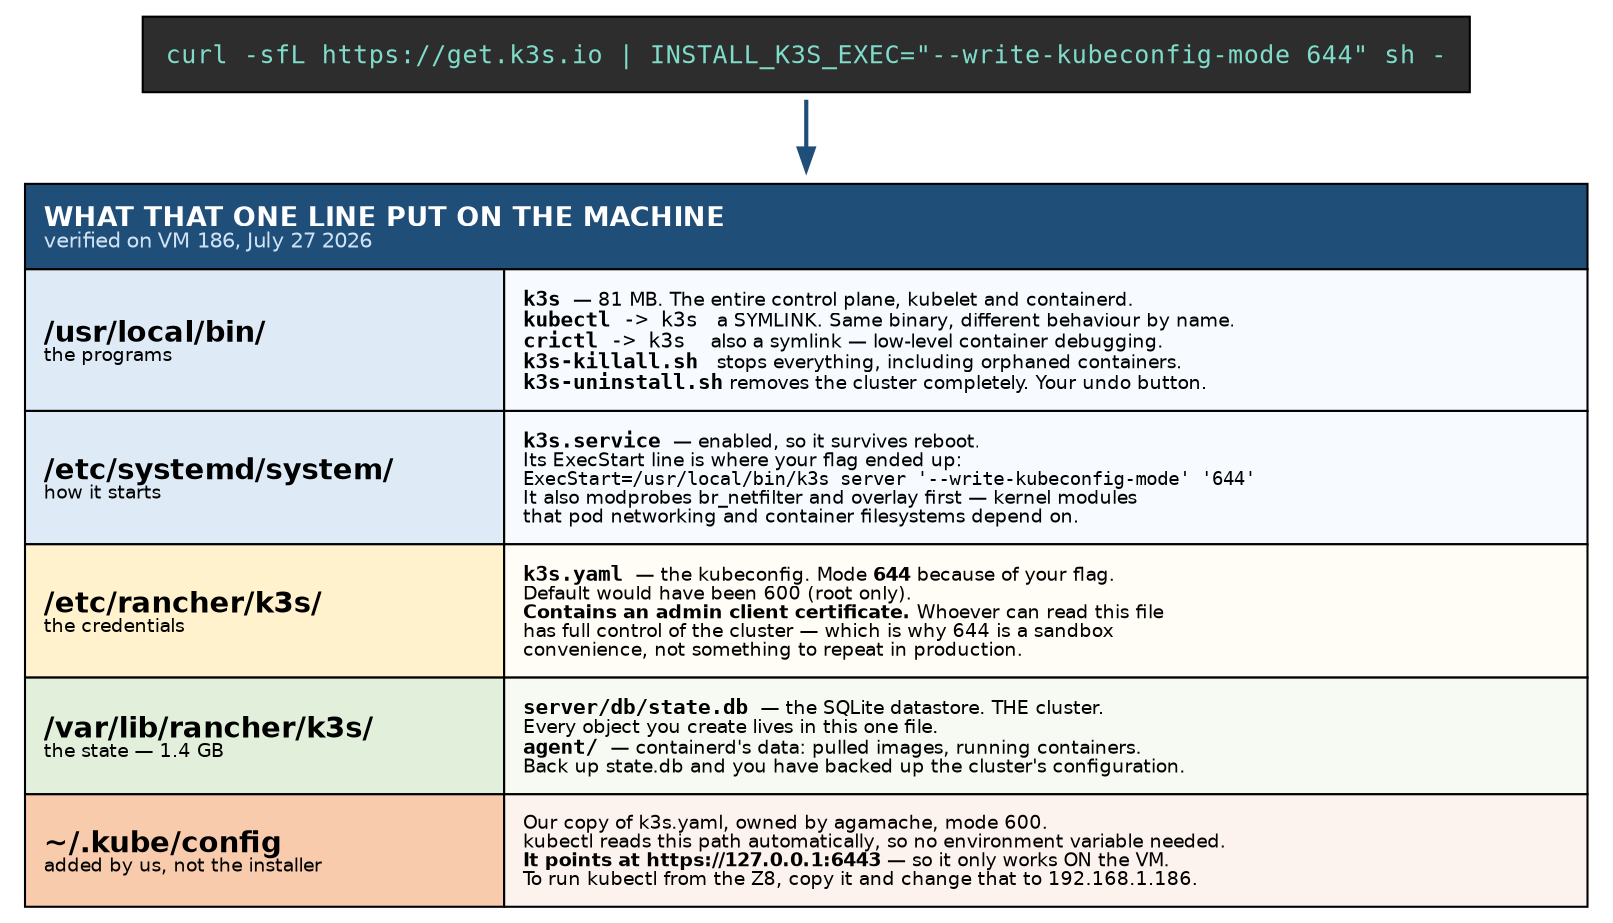 curl -sfL https://get.k3s.io | INSTALL_K3S_EXEC="--write-kubeconfig-mode 644" sh -
WHAT THAT ONE LINE PUT ON THE MACHINE
verified on VM 186, July 27 2026
/usr/local/bin/
the programs
k3s — 81 MB. The entire control plane, kubelet and containerd.
kubectl -> k3s a SYMLINK. Same binary, different behaviour by name.
crictl -> k3s also a symlink — low-level container debugging.
k3s-killall.sh stops everything, including orphaned containers.
k3s-uninstall.sh removes the cluster completely. Your undo button.
/etc/systemd/system/
how it starts
k3s.service — enabled, so it survives reboot.
Its ExecStart line is where your flag ended up:
ExecStart=/usr/local/bin/k3s server '--write-kubeconfig-mode' '644'
It also modprobes br_netfilter and overlay first — kernel modules
that pod networking and container filesystems depend on.
/etc/rancher/k3s/
the credentials
k3s.yaml — the kubeconfig. Mode 644 because of your flag.
Default would have been 600 (root only).
Contains an admin client certificate. Whoever can read this file
has full control of the cluster — which is why 644 is a sandbox
convenience, not something to repeat in production.
/var/lib/rancher/k3s/
the state — 1.4 GB
server/db/state.db — the SQLite datastore. THE cluster.
Every object you create lives in this one file.
agent/ — containerd's data: pulled images, running containers.
Back up state.db and you have backed up the cluster's configuration.
~/.kube/config
added by us, not the installer
Our copy of k3s.yaml, owned by agamache, mode 600.
kubectl reads this path automatically, so no environment variable needed.
It points at https://127.0.0.1:6443 — so it only works ON the VM.
To run kubectl from the Z8, copy it and change that to 192.168.1.186.